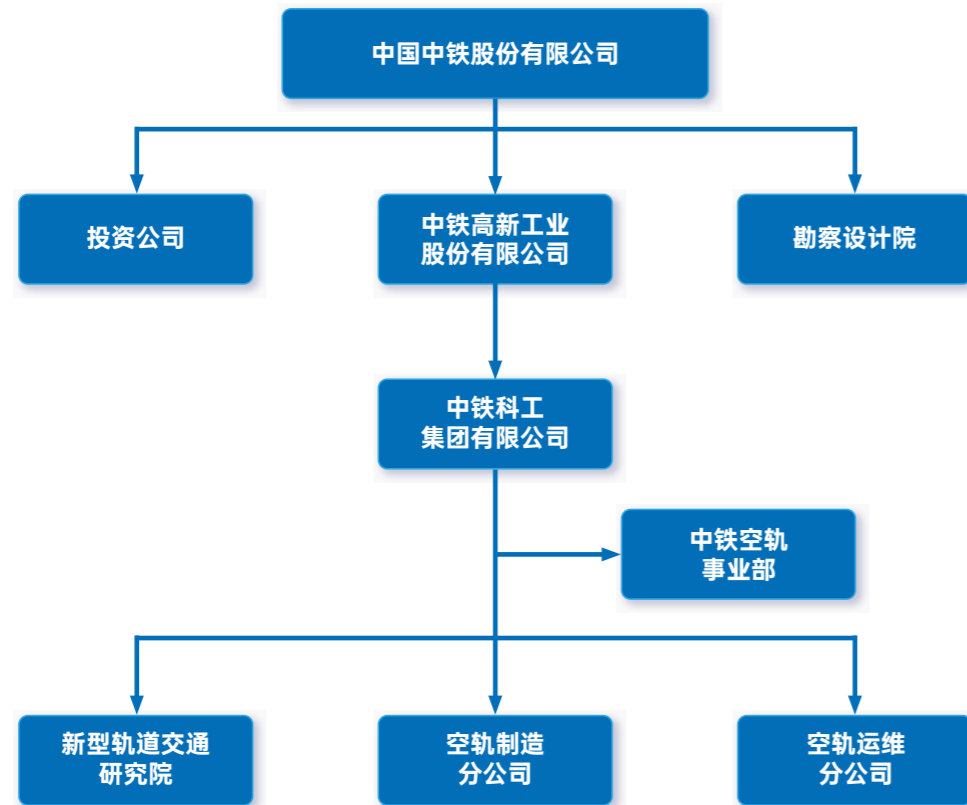 中国中铁股份有限公司
投资公司
中铁高新工业
股份有限公司
勘察设计院
中铁科工
集团有限公司
中铁空轨
事业部
新型轨道交通
研究院
空轨制造
分公司
空轨运维
分公司